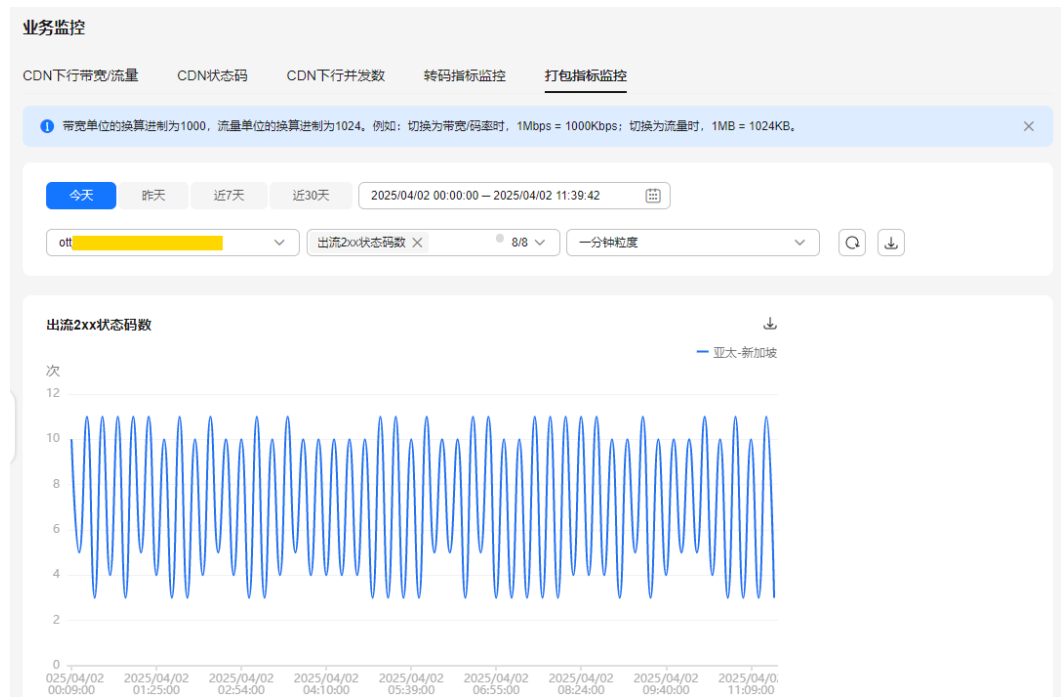 业务监控
CDN下行带宽/流量 CDN状态码 CDN下行并发数 转码指标监控 打包指标监控
带宽单位的换算进制为1000，流量单位的换算进制为1024。例如：切换为带宽/码率时，1Mbps = 1000Kbps；切换为流量时，1MB = 1024KB。
今天 昨天 近7天 近30天 2025/04/02 00:00:00 — 2025/04/02 11:39:42
ott 出流2xx状态码数 8/8 一分钟粒度
出流2xx状态码数
亚太-新加坡
次
12
10
8
6
4
2
0
025/04/02 2025/04/02 2025/04/02 2025/04/02 2025/04/02 2025/04/02 2025/04/02 2025/04/02 2025/04/0
00:09:00 01:25:00 02:54:00 04:10:00 05:39:00 06:55:00 08:24:00 09:40:00 11:09:00